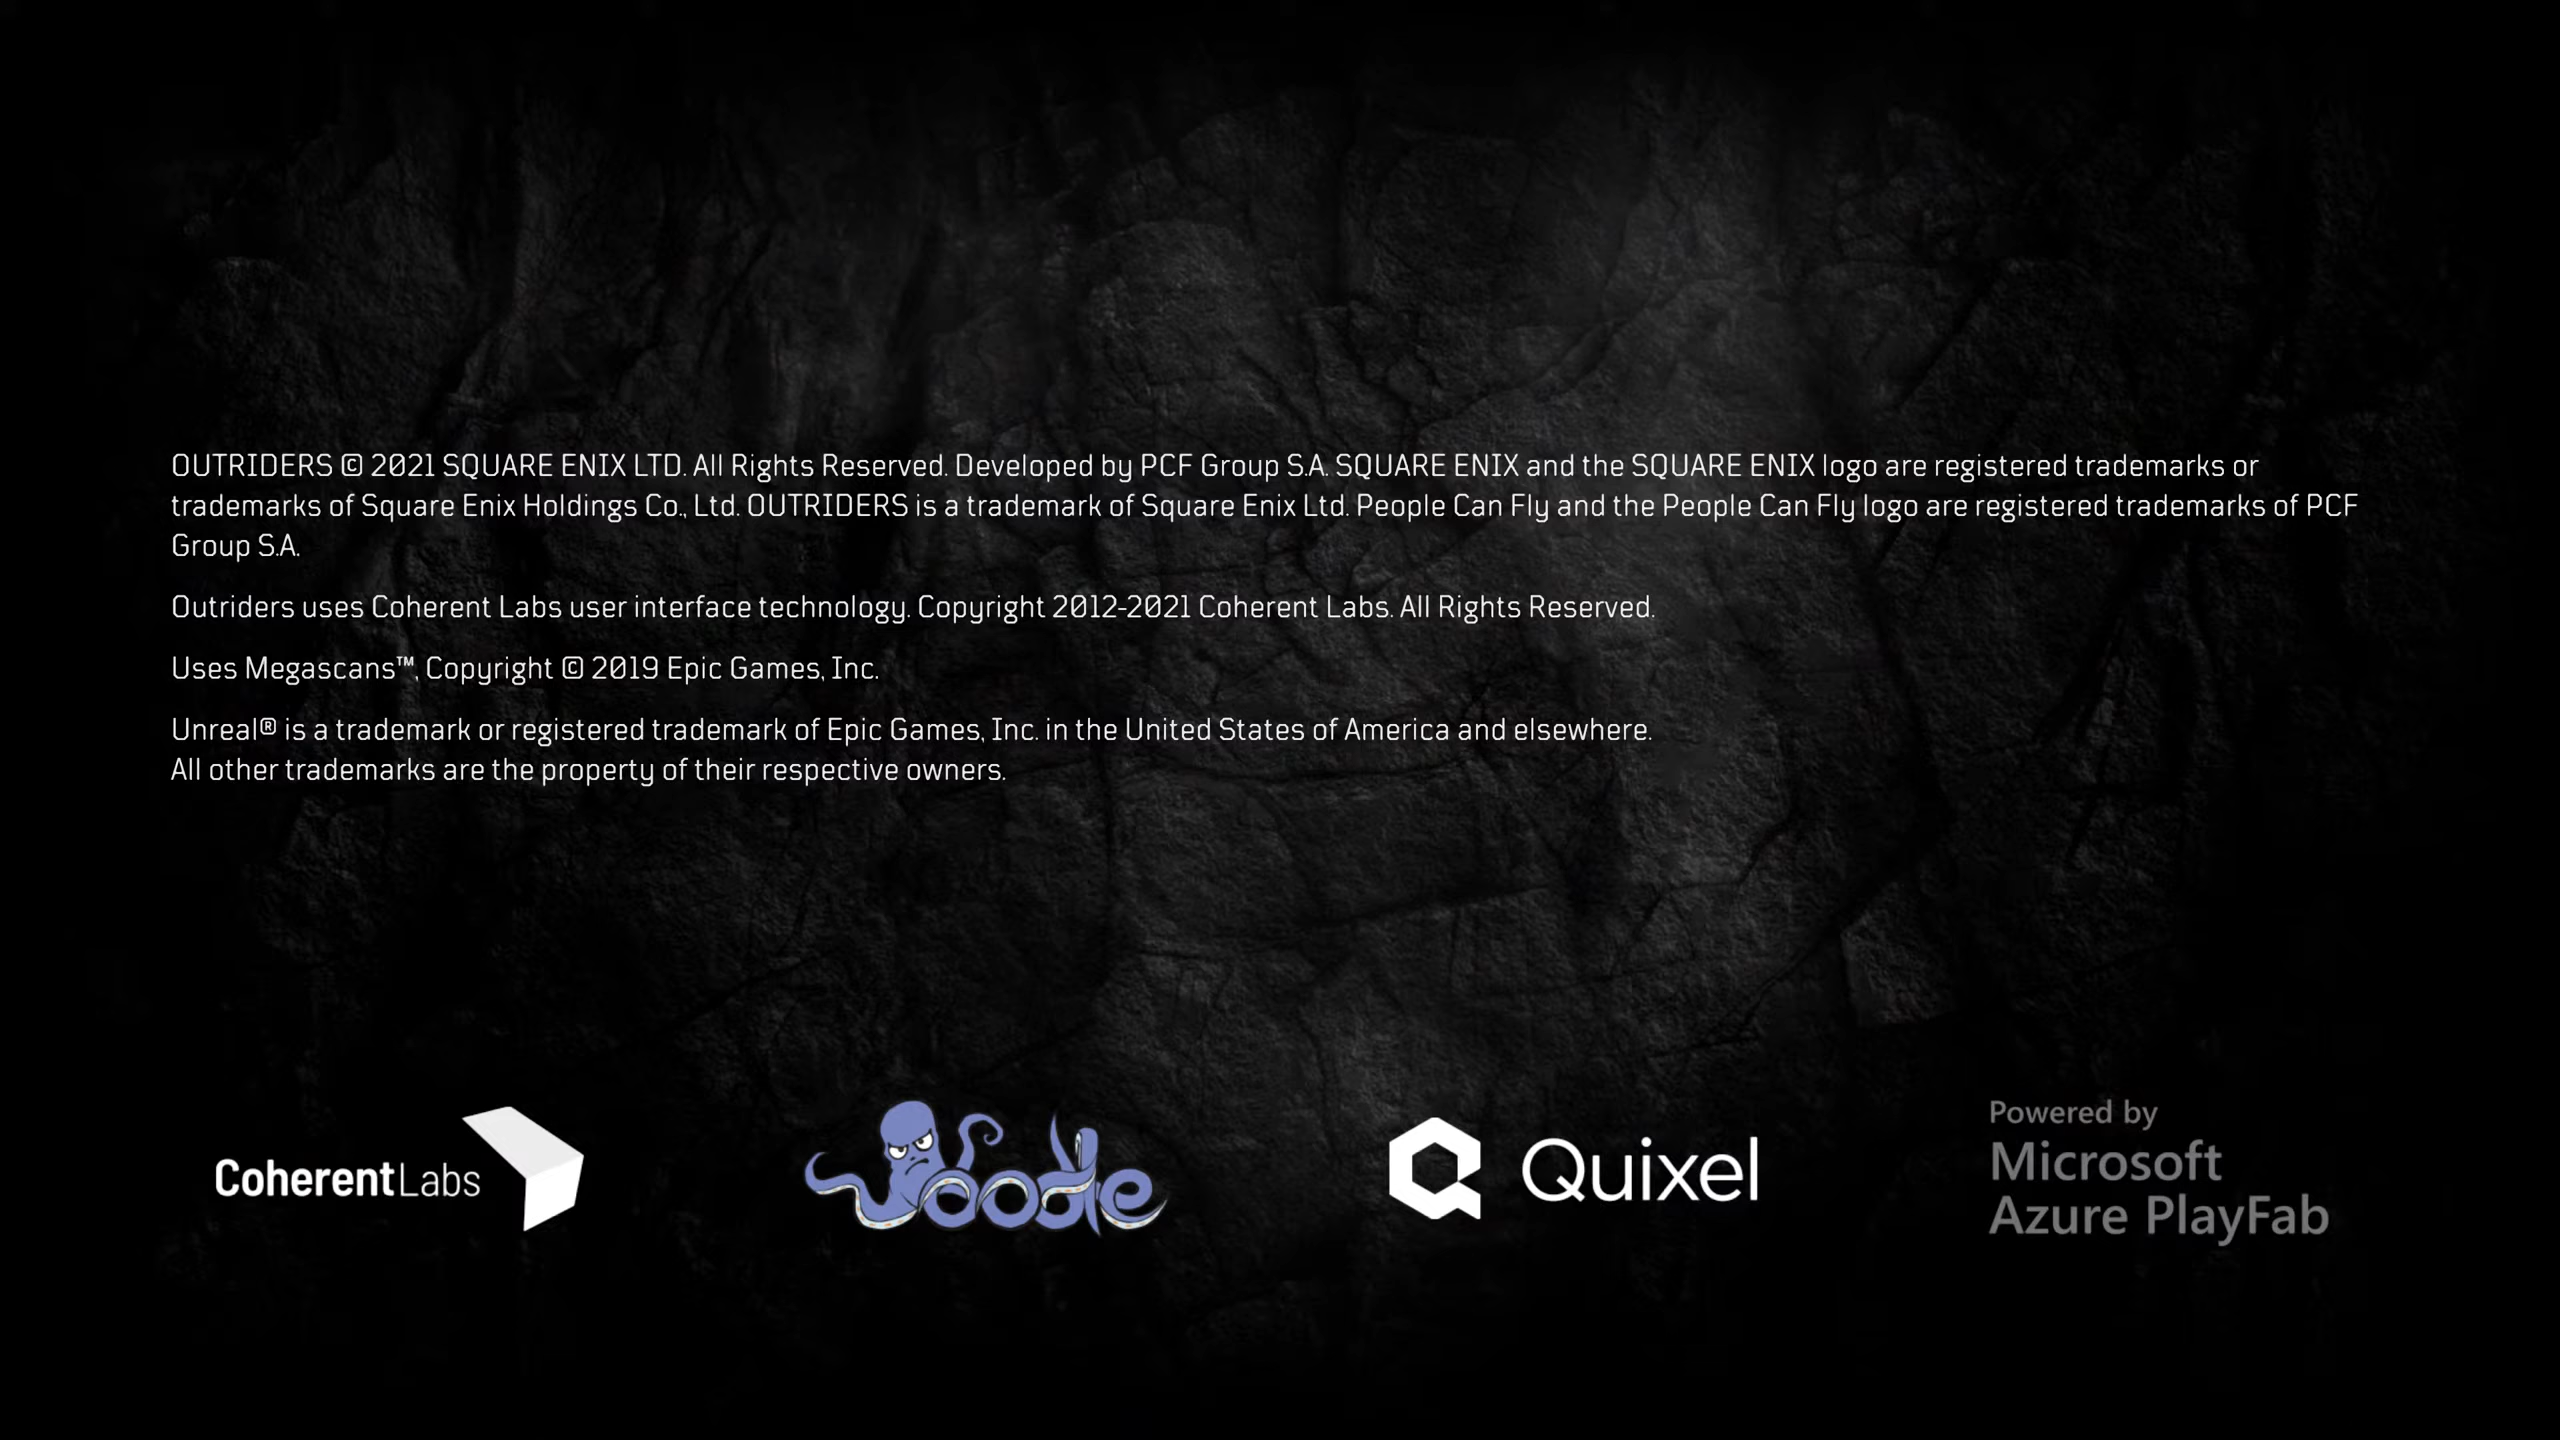 OUTRIDERS © 2021 SQUARE ENIX LTD. All Rights Reserved. Developed by PCF Group S.A. SQUARE ENIX and the SQUARE ENIX logo are registered trademarks or
trademarks of Square Enix Holdings Co., Ltd. OUTRIDERS is a trademark of Square Enix Ltd. People Can Fly and the People Can Fly logo are registered trademarks of PCF
Group S.A.
Outriders uses Coherent Labs user interface technology. Copyright 2012-2021 Coherent Labs. All Rights Reserved.
Uses Megascans™, Copyright © 2019 Epic Games, Inc.
Unreal® is a trademark or registered trademark of Epic Games, Inc. in the United States of America and elsewhere.
All other trademarks are the property of their respective owners.
CoherentLabs
Woodle
Quixel
Powered by
Microsoft
Azure PlayFab